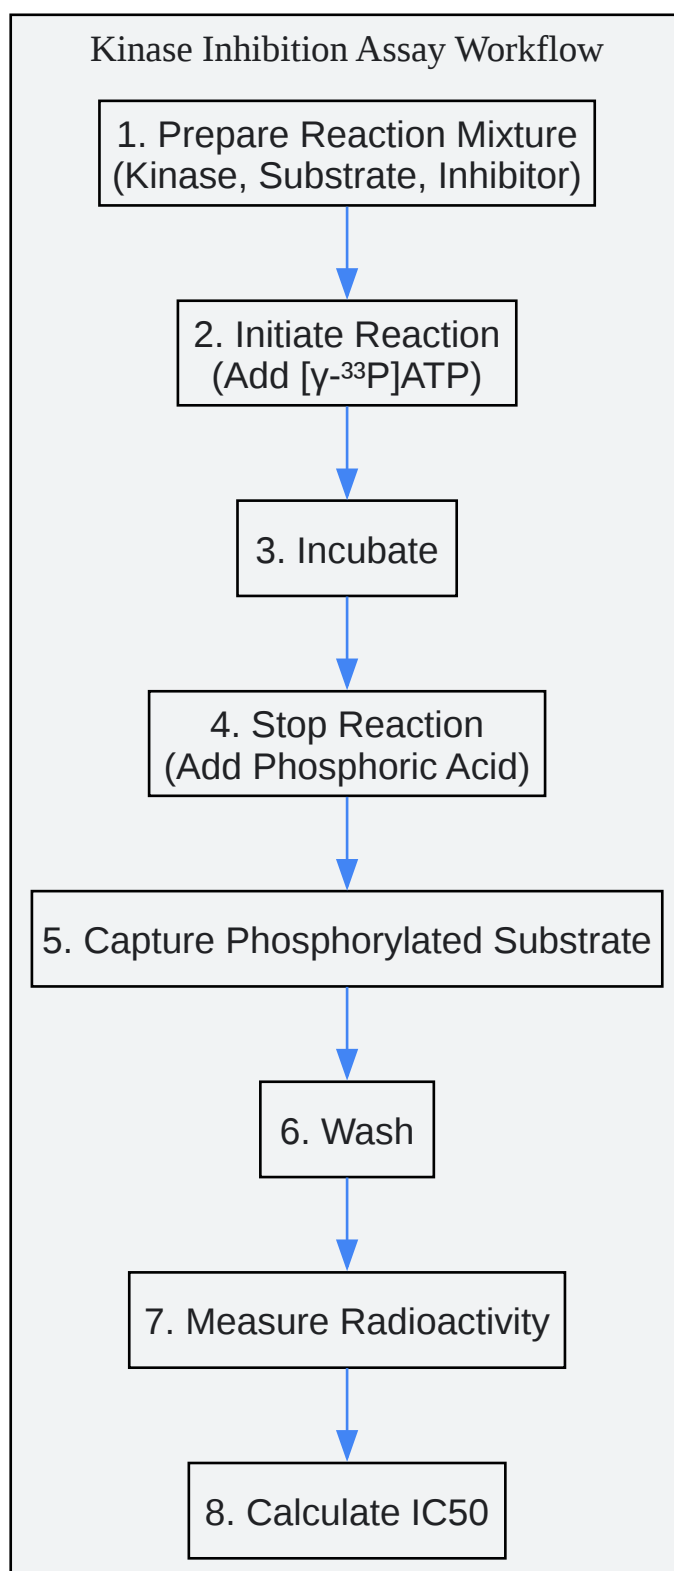 Kinase Inhibition Assay Workflow
1. Prepare Reaction Mixture
(Kinase, Substrate, Inhibitor)
2. Initiate Reaction
(Add [γ-³³P]ATP)
3. Incubate
4. Stop Reaction
(Add Phosphoric Acid)
5. Capture Phosphorylated Substrate
6. Wash
7. Measure Radioactivity
8. Calculate IC50